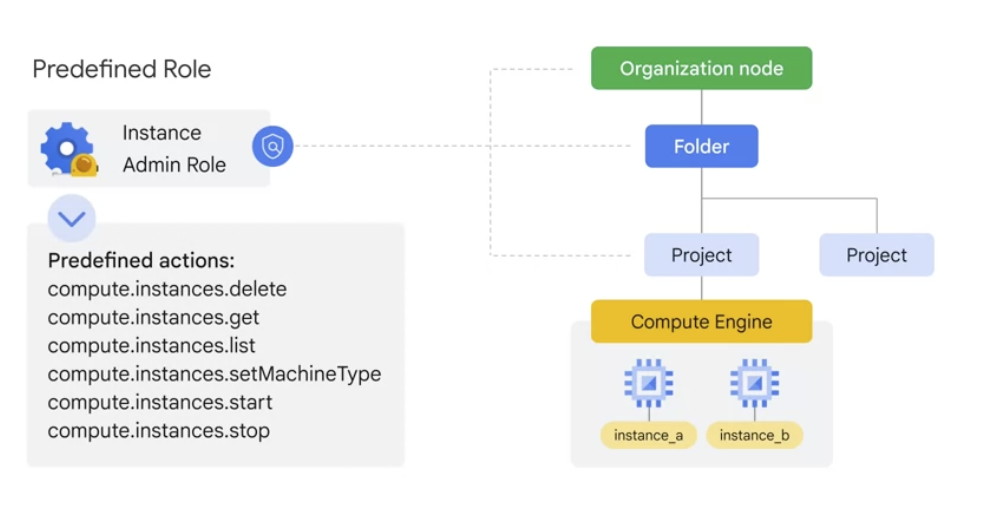 Predefined Role
Instance
Admin Role
Predefined actions:
compute.instances.delete
compute.instances.get
compute.instances.list
compute.instances.setMachineType
compute.instances.start
compute.instances.stop
Organization node
Folder
Project
Project
Compute Engine
instance_a
instance_b